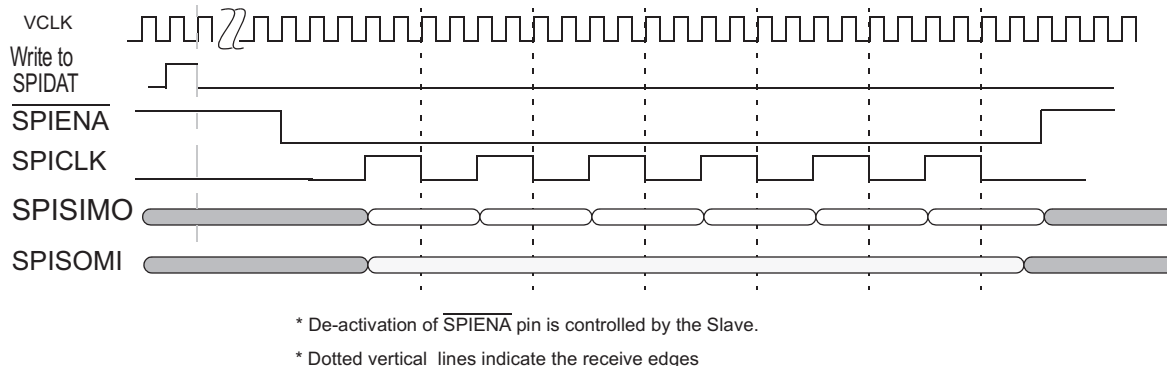 VCLK
Write to
SPIDAT
SPIENA
SPICLK
SPISIMO
SPISOMI
* De-activation of SPIENA pin is controlled by the Slave.
* Dotted vertical lines indicate the receive edges